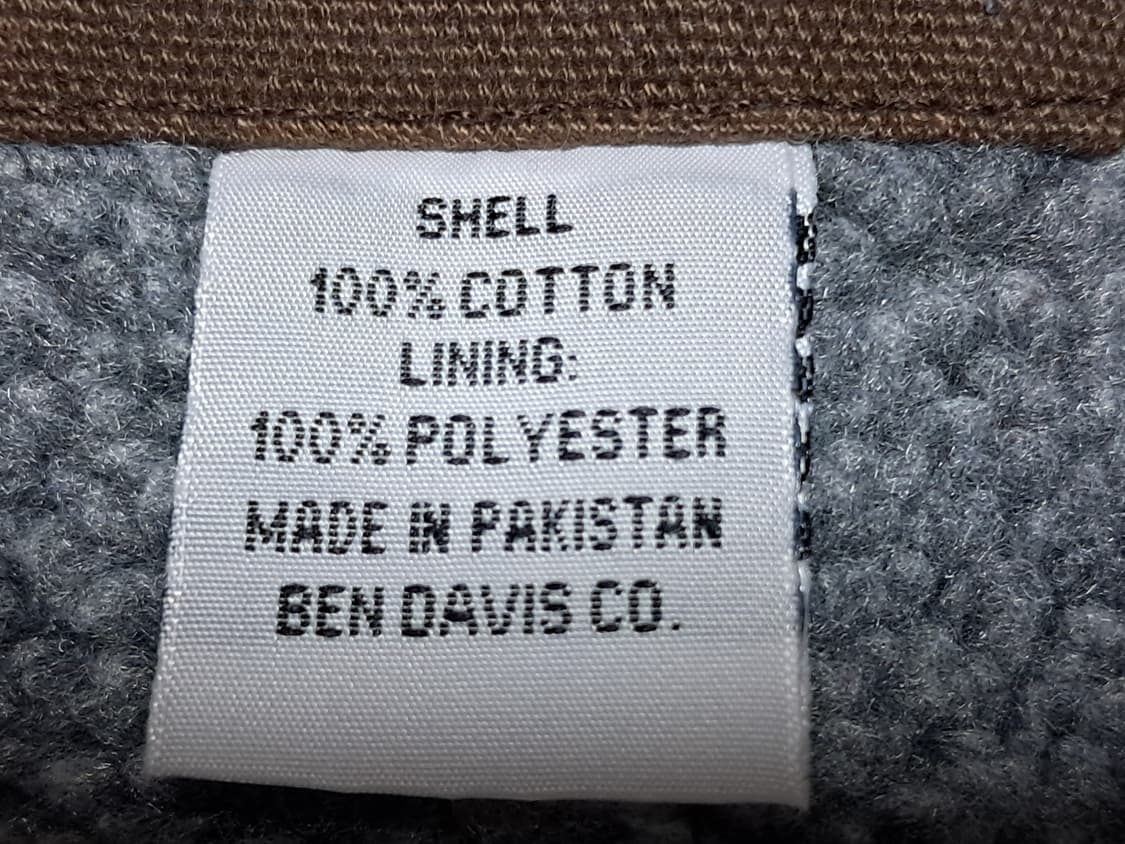 SHELL
100% COTTON
LINING:
100% POLYESTER
MADE IN PAKISTAN
BEN DAVIS CO.